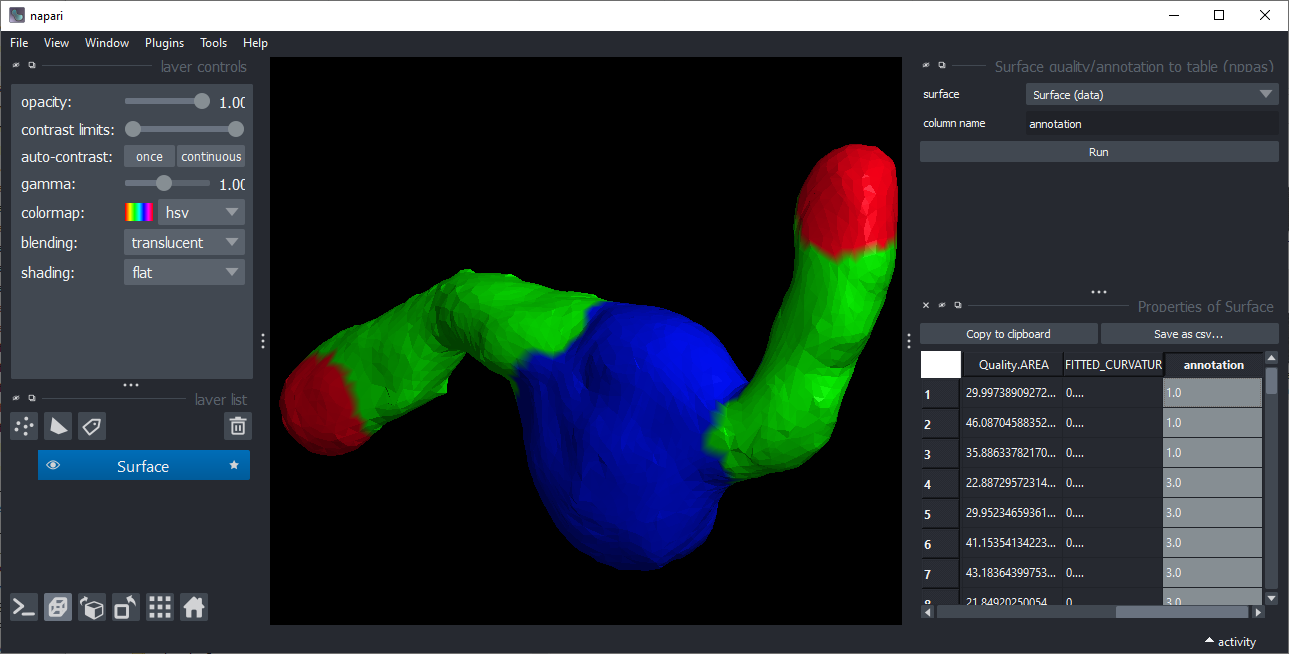 napari
File View Window Plugins Tools Help
layer controls
opacity: 1.00
contrast limits:
auto-contrast: once continuous
gamma: 1.00
colormap: hsv
blending: translucent
shading: flat
layer list
Surface
Surface quality/annotation to table (nppas)
surface Surface (data)
column name annotation
Run
Properties of Surface
Copy to clipboard Save as csv...
Quality.AREA FITTED_CURVATUR annotation
1 29.99738909272... 0.... 1.0
2 46.08704588352... 0.... 1.0
3 35.88633782170... 0.... 1.0
4 22.88729572314... 0.... 3.0
5 29.95234659361... 0.... 3.0
6 41.15354134223... 0.... 3.0
7 43.18364399753... 0.... 3.0
8 21.84920250054... 0.... 3.0
activity